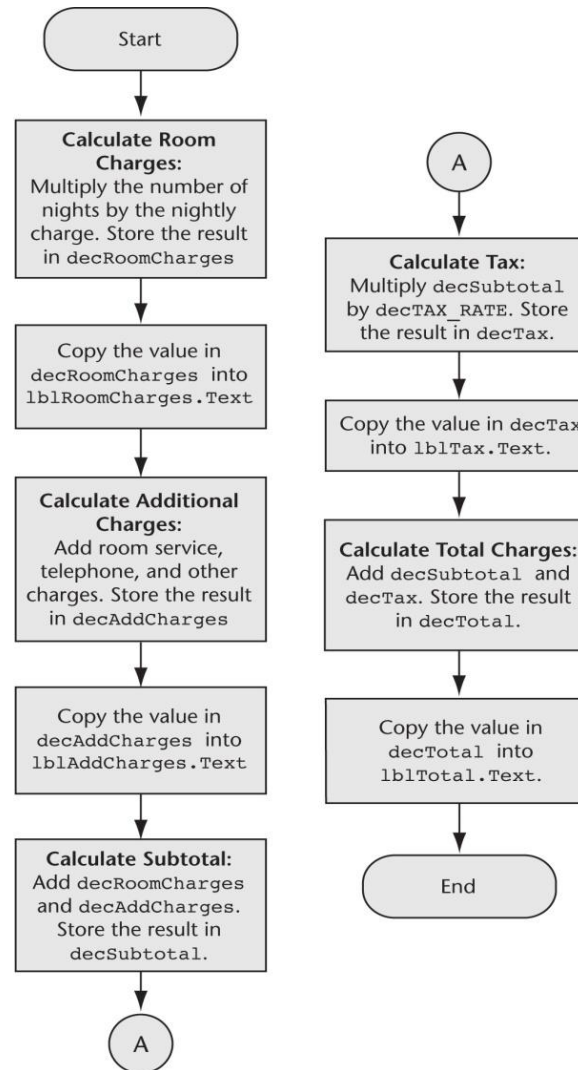 Start
Calculate Room
Charges:
Multiply the number of
nights by the nightly
charge. Store the result
in decRoomCharges
Copy the value in
decRoomCharges into
lblRoomCharges.Text
Calculate Additional
Charges:
Add room service,
telephone, and other
charges. Store the result
in decAddCharges
Copy the value in
decAddCharges into
lblAddCharges.Text
Calculate Subtotal:
Add decRoomCharges
and decAddCharges.
Store the result in
decSubtotal.
A
A
Calculate Tax:
Multiply decSubtotal
by decTAX_RATE. Store
the result in decTax.
Copy the value in decTax
into lblTax.Text.
Calculate Total Charges:
Add decSubtotal and
decTax. Store the result
in decTotal.
Copy the value in
decTotal into
lblTotal.Text.
End